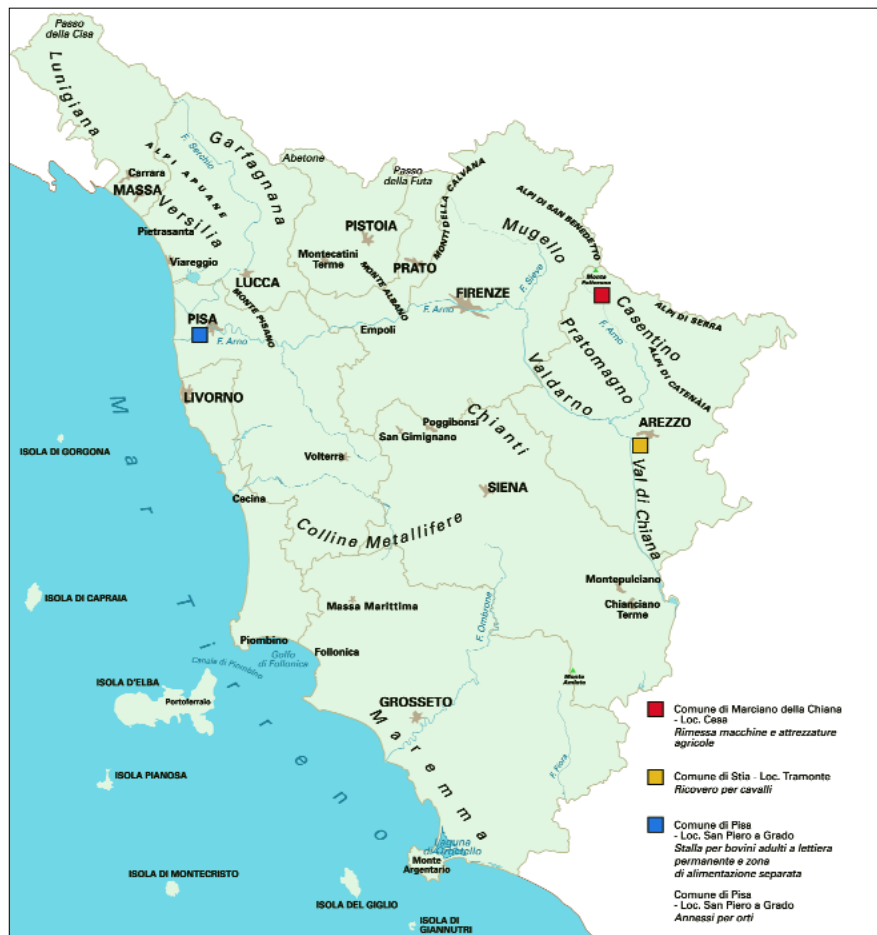 Passo
della Cisa
Lunigiana
Garfagnana
F. Serchio
Abetone
ALPI APUANE
Carrara
MASSA
Versilia
Pietrasanta
Viareggio
LUCCA
Passo
della Futa
MONTI DELLA CALVANA
PISTOIA
Montecatini
Terme
PRATO
MONTE ALBANO
Mugello
ALPI DI SAN BENEDETTO
F. Sieve
FIRENZE
Monte
Falterona
Casentino
ALPI DI SERRA
F. Arno
Pratomagno
ALPI DI CATENÀIA
MONTE PISANO
PISA
F. Arno
F. Arno
Empoli
Valdarno
LIVORNO
Chianti
Poggibonsi
San Gimignano
AREZZO
Mar Tirreno
ISOLA DI GORGONA
Volterra
SIENA
Val di Chiana
Cecina
Colline Metallifere
Montepulciano
Chianciano
Terme
ISOLA DI CAPRAIA
Massa Marittima
F. Ombrone
Piombino
Golfo
di Follonica
Follonica
Canale di Piombino
Monte
Amiata
ISOLA D'ELBA
Portoferraio
GROSSETO
Maremma
F. Fiora
ISOLA PIANOSA
Laguna
di Orbetello
Monte
Argentario
ISOLA DI MONTECRISTO
ISOLA DEL GIGLIO
ISOLA DI
GIANNUTRI
Comune di Marciano della Chiana
- Loc. Cesa
Rimessa macchine e attrezzature
agricole
Comune di Stia - Loc. Tramonte
Ricovero per cavalli
Comune di Pisa
- Loc. San Piero a Grado
Stalla per bovini adulti a lettiera
permanente e zona
di alimentazione separata
Comune di Pisa
- Loc. San Piero a Grado
Annessi per orti